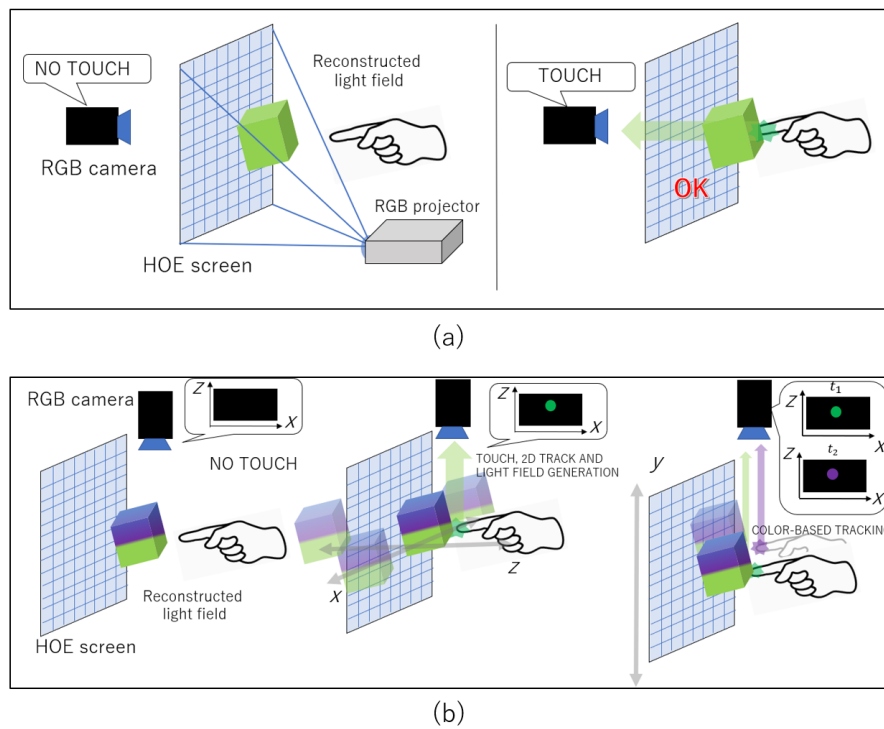 NO TOUCH
RGB camera
Reconstructed
light field
RGB projector
HOE screen
TOUCH
OK
(a)
RGB camera
Z
X
NO TOUCH
Reconstructed
light field
HOE screen
Z
X
TOUCH, 2D TRACK AND
LIGHT FIELD GENERATION
X
Z
t₁
Z
X
t₂
Z
X
y
COLOR-BASED TRACKING
(b)